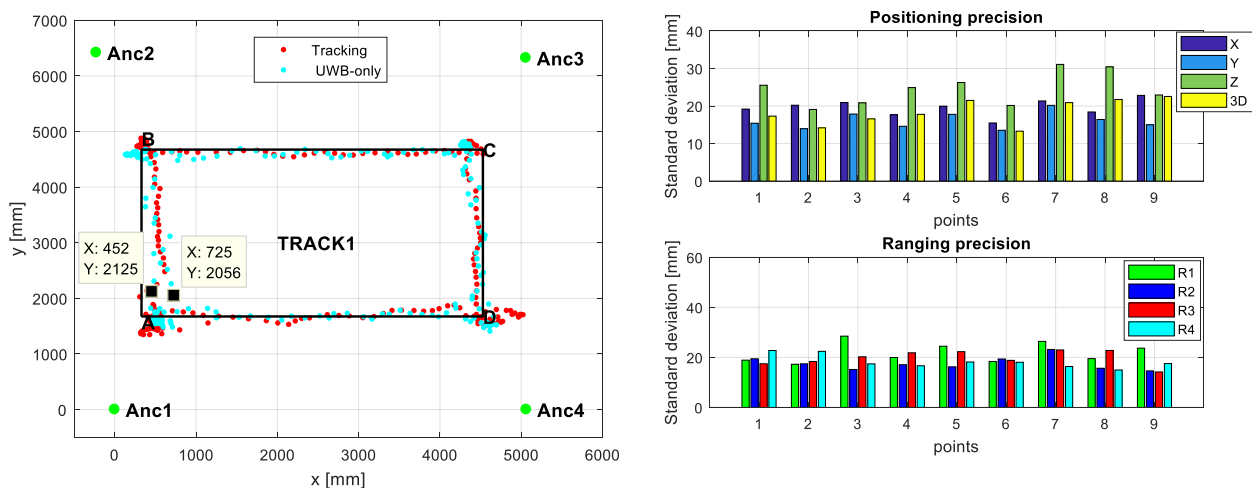 7000
6000
5000
4000
3000
2000
1000
0
y [mm]
Anc2
Anc3
Tracking
UWB-only
B
C
X: 452
Y: 2125
X: 725
Y: 2056
TRACK1
A
D
Anc1
Anc4
0 1000 2000 3000 4000 5000 6000
x [mm]
Positioning precision
Standard deviation [mm]
40
30
20
10
0
X
Y
Z
3D
1 2 3 4 5 6 7 8 9
points
Ranging precision
Standard deviation [mm]
60
40
20
0
R1
R2
R3
R4
1 2 3 4 5 6 7 8 9
points